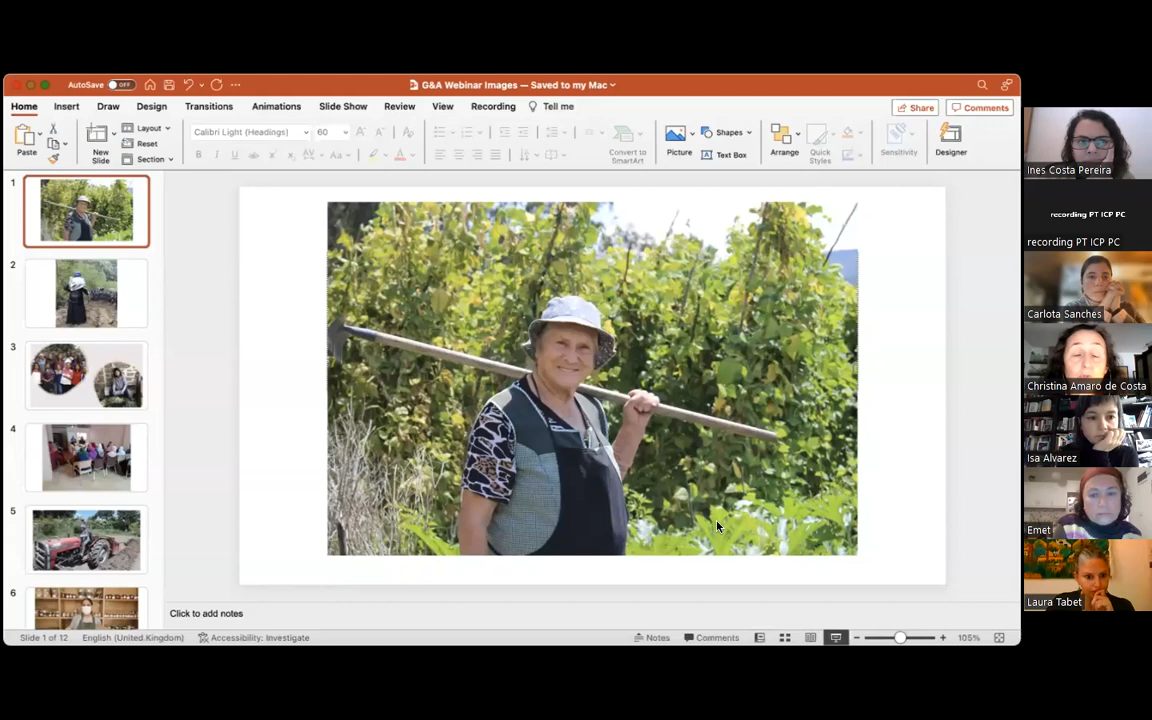 AutoSave OFF
G&A Webinar Images — Saved to my Mac
Home Insert Draw Design Transitions Animations Slide Show Review View Recording Tell me
Share Comments
Paste
New Slide
Layout
Reset
Section
Calibri Light (Headings) 60
Convert to SmartArt
Picture
Shapes
Text Box
Arrange
Quick Styles
Sensitivity
Designer
1
2
3
4
5
6
Click to add notes
Slide 1 of 12 English (United Kingdom) Accessibility: Investigate
Notes Comments 105%
Ines Costa Pereira
recording PT ICP PC
recording PT ICP PC
Carlota Sanches
Christina Amaro de Costa
Isa Alvarez
Emet
Laura Tabet